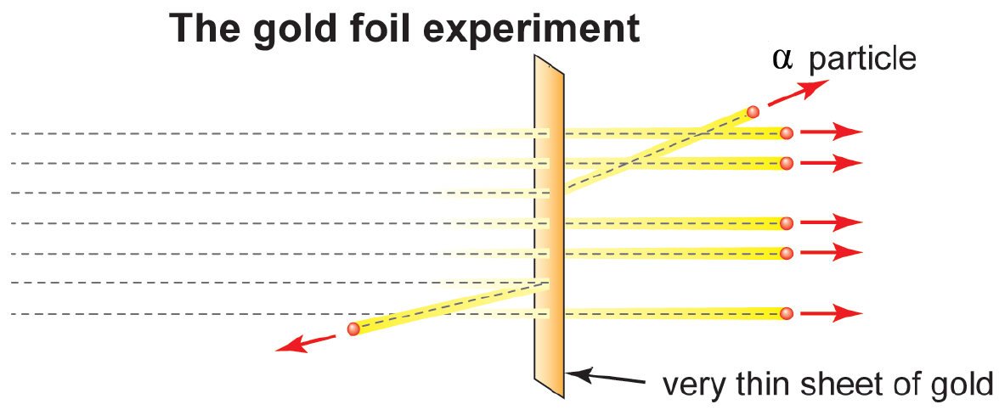 The gold foil experiment
α particle
very thin sheet of gold